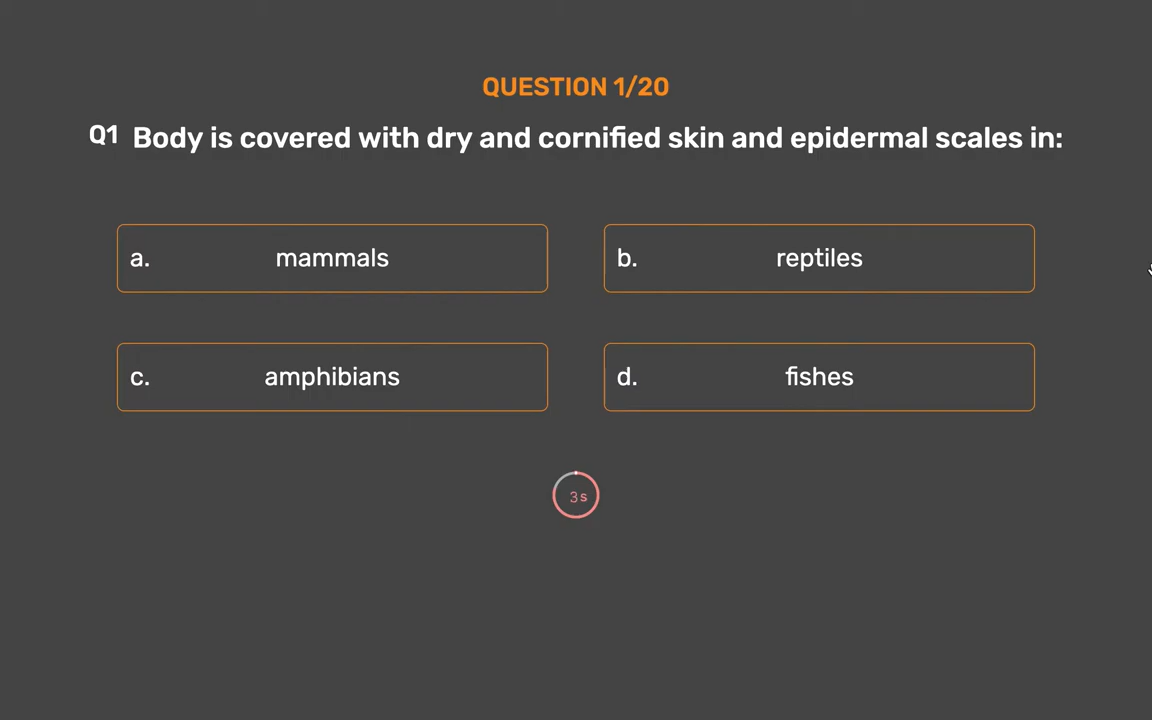 QUESTION 1/20
Q1 Body is covered with dry and cornified skin and epidermal scales in:
a. mammals
b. reptiles
c. amphibians
d. fishes
3s